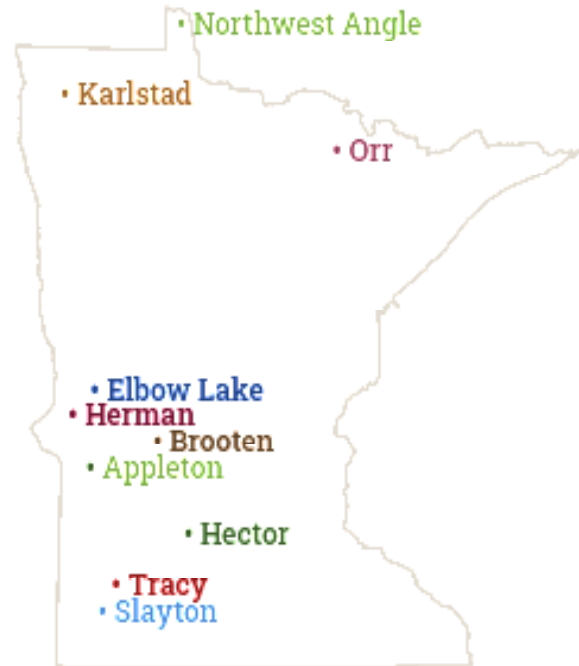 Northwest Angle
Karlstad
Orr
Elbow Lake
Herman
Brooten
Appleton
Hector
Tracy
Slayton